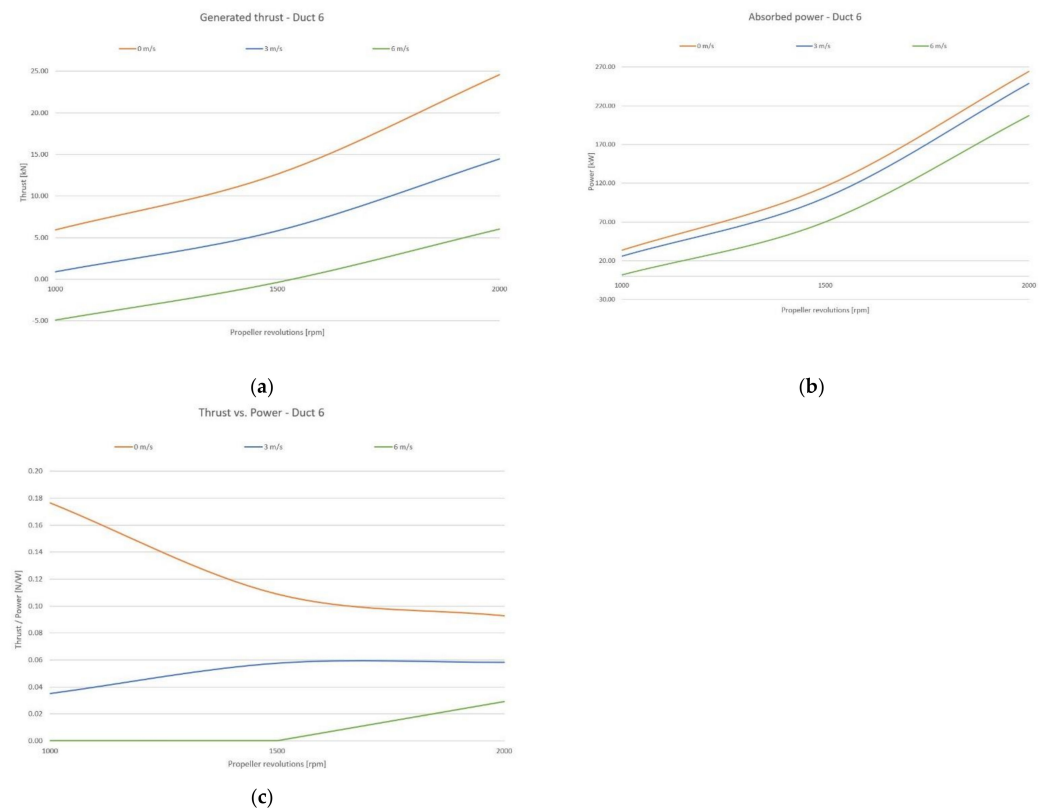 Generated thrust - Duct 6
0 m/s 3 m/s 6 m/s
25.00
20.00
15.00
10.00
5.00
0.00
-5.00
Thrust [kN]
1000 1500 2000
Propeller revolutions [rpm]
(a)
Absorbed power - Duct 6
0 m/s 3 m/s 6 m/s
270.00
220.00
170.00
120.00
70.00
20.00
-30.00
Power [kW]
1000 1500 2000
Propeller revolutions [rpm]
(b)
Thrust vs. Power - Duct 6
0 m/s 3 m/s 6 m/s
0.20
0.18
0.16
0.14
0.12
0.10
0.08
0.06
0.04
0.02
0.00
Thrust / Power [N/W]
1000 1500 2000
Propeller revolutions [rpm]
(c)